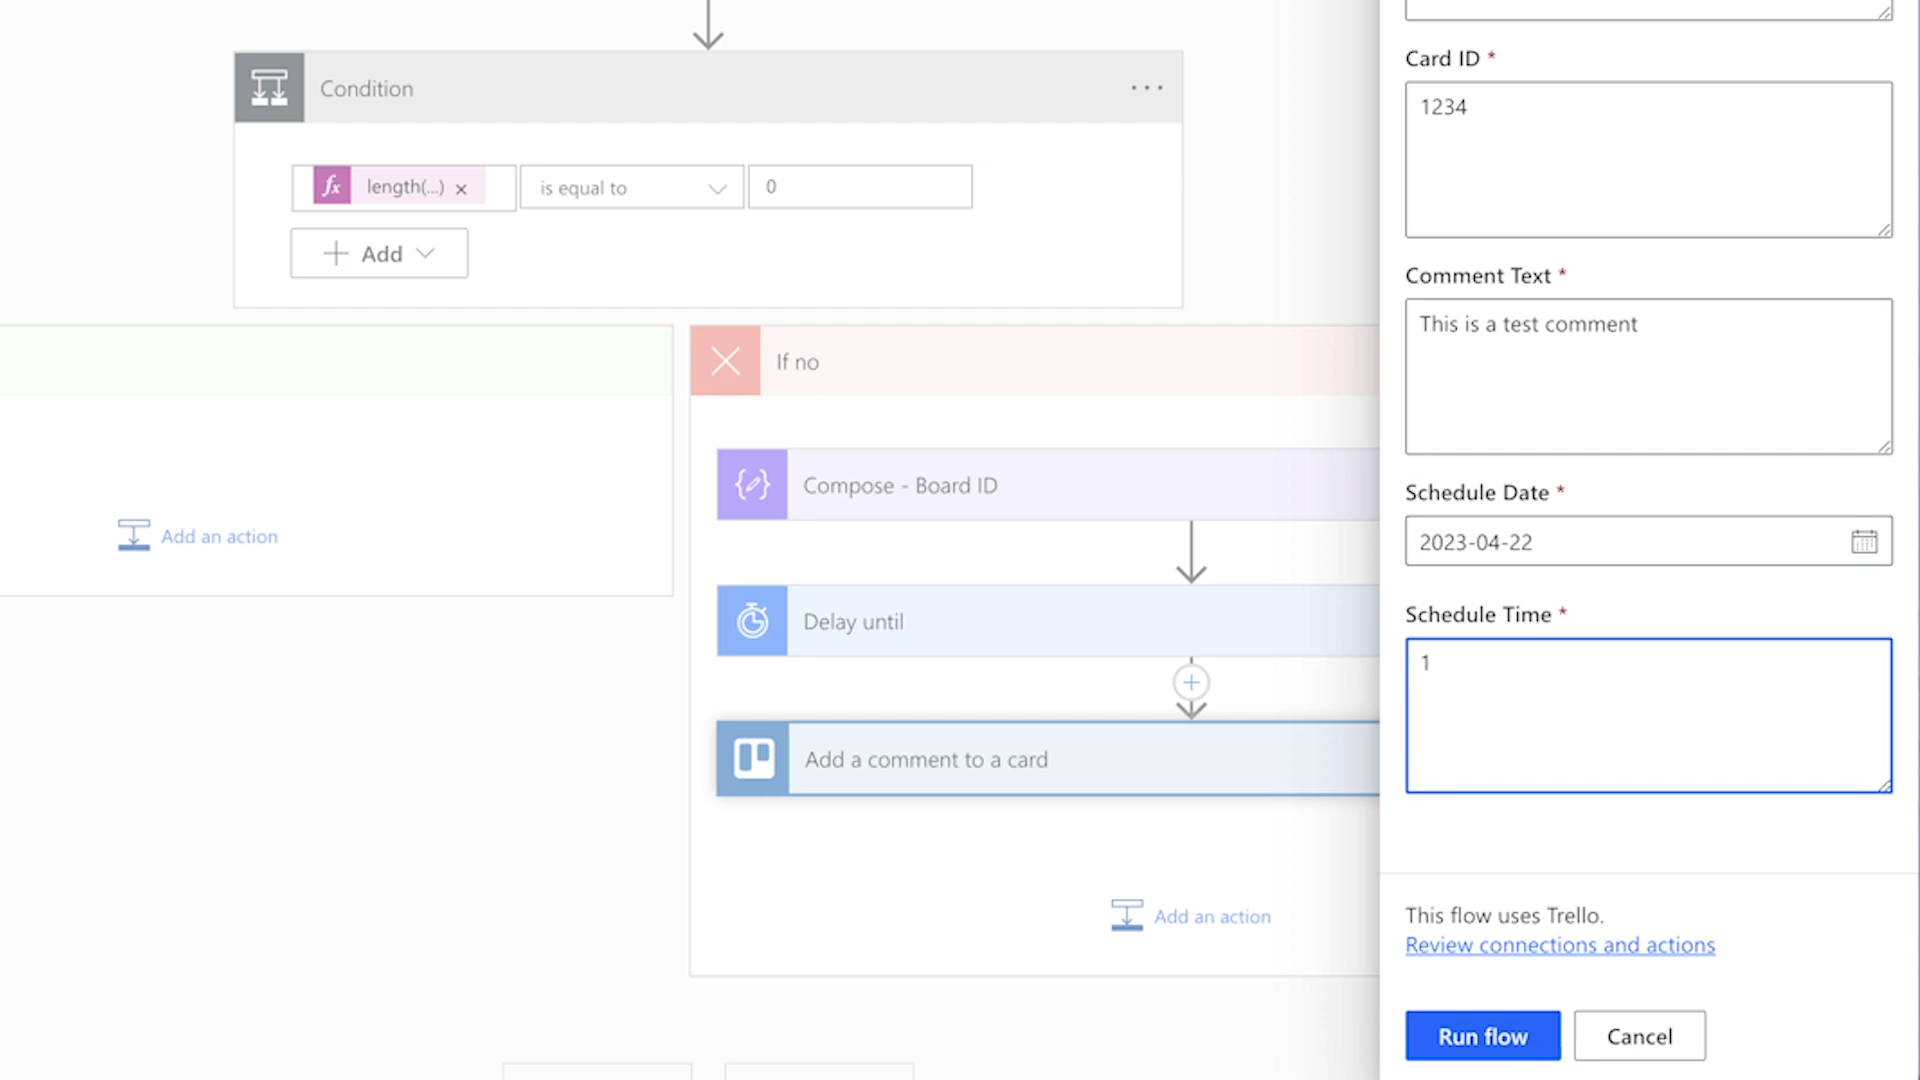 Condition
fx length(...) ×
is equal to
0
Add
If no
Compose - Board ID
Add an action
Delay until
Add a comment to a card
Add an action
Card ID *
1234
Comment Text *
This is a test comment
Schedule Date *
2023-04-22
Schedule Time *
1
This flow uses Trello.
Review connections and actions
Run flow
Cancel